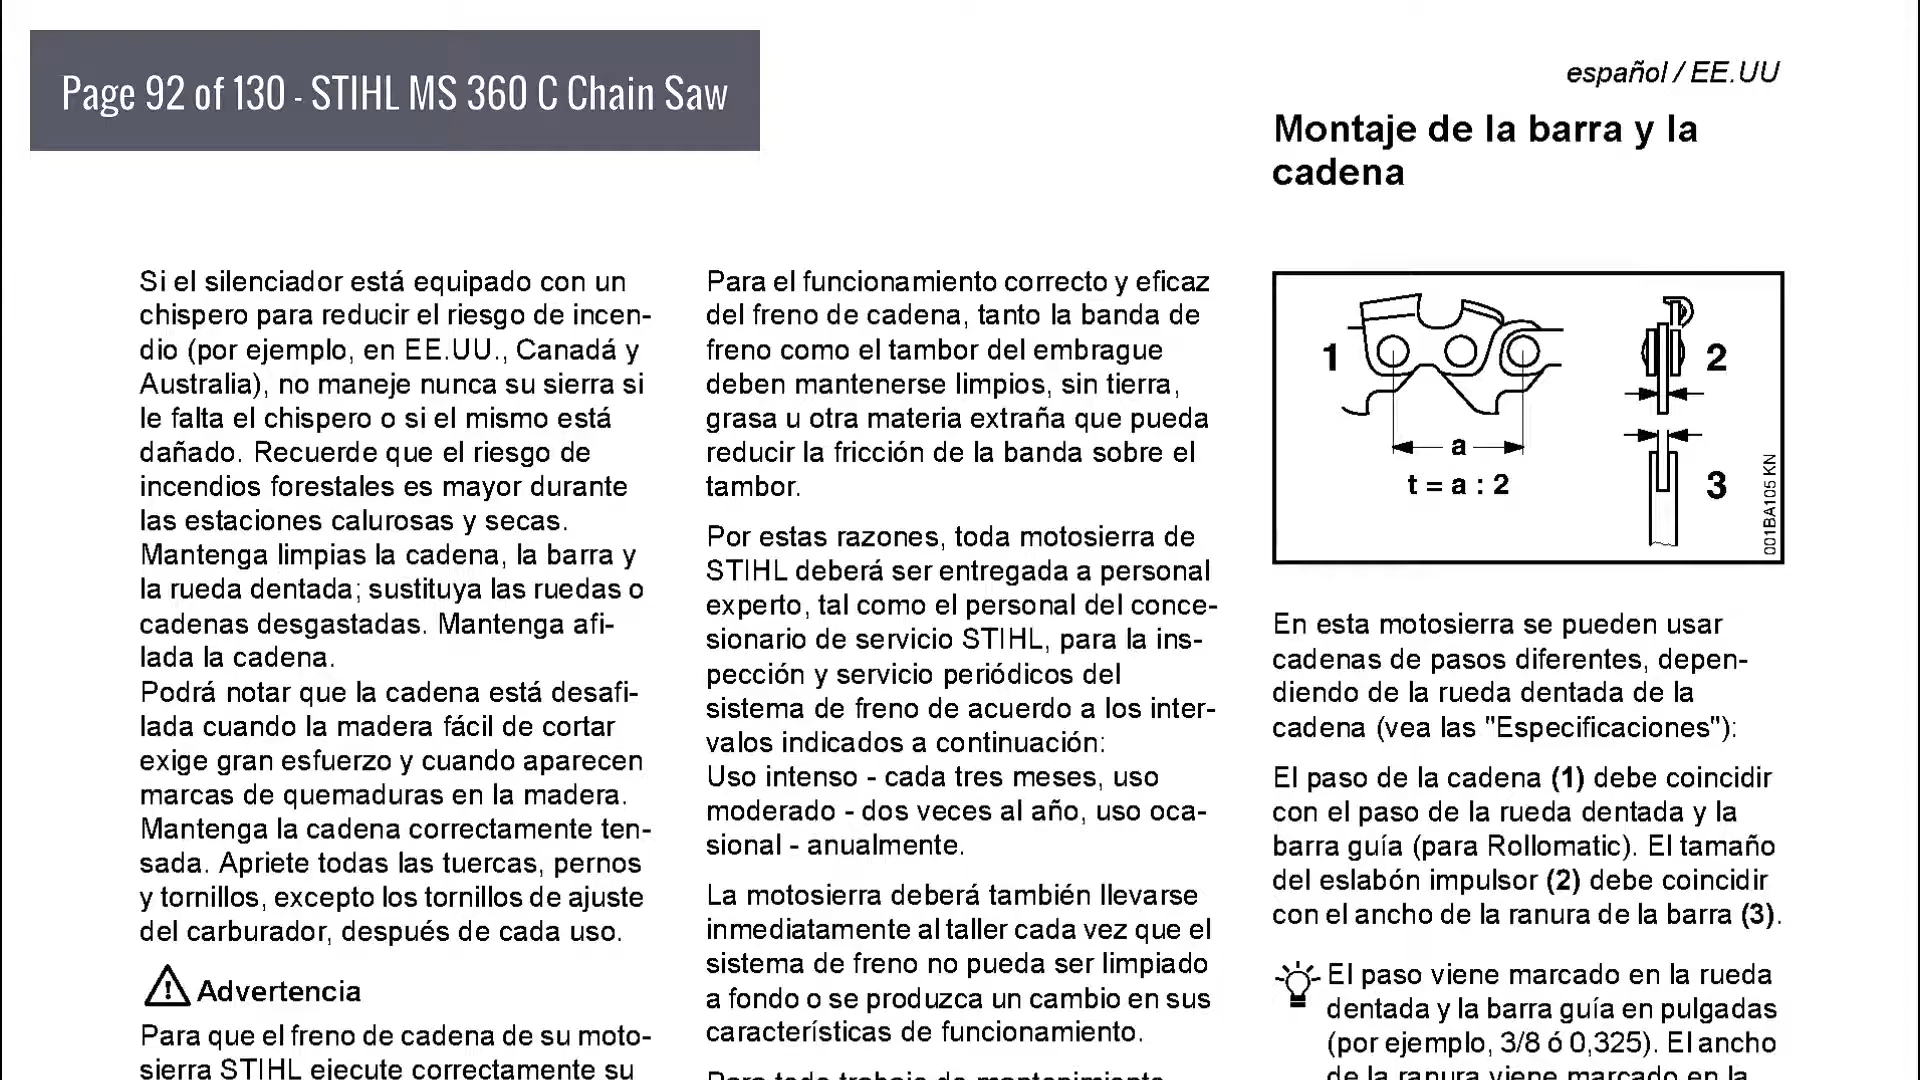 Page 92 of 130 - STIHL MS 360 C Chain Saw
español / EE.UU
Si el silenciador está equipado con un
chispero para reducir el riesgo de incen-
dio (por ejemplo, en EE.UU., Canadá y
Australia), no maneje nunca su sierra si
le falta el chispero o si el mismo está
dañado. Recuerde que el riesgo de
incendios forestales es mayor durante
las estaciones calurosas y secas.
Mantenga limpias la cadena, la barra y
la rueda dentada; sustituya las ruedas o
cadenas desgastadas. Mantenga afi-
lada la cadena.
Podrá notar que la cadena está desafi-
lada cuando la madera fácil de cortar
exige gran esfuerzo y cuando aparecen
marcas de quemaduras en la madera.
Mantenga la cadena correctamente ten-
sada. Apriete todas las tuercas, pernos
y tornillos, excepto los tornillos de ajuste
del carburador, después de cada uso.
Advertencia
Para que el freno de cadena de su moto-
sierra STIHL ejecute correctamente su
Para el funcionamiento correcto y eficaz
del freno de cadena, tanto la banda de
freno como el tambor del embrague
deben mantenerse limpios, sin tierra,
grasa u otra materia extraña que pueda
reducir la fricción de la banda sobre el
tambor.
Por estas razones, toda motosierra de
STIHL deberá ser entregada a personal
experto, tal como el personal del conce-
sionario de servicio STIHL, para la ins-
pección y servicio periódicos del
sistema de freno de acuerdo a los inter-
valos indicados a continuación:
Uso intenso - cada tres meses, uso
moderado - dos veces al año, uso oca-
sional - anualmente.
La motosierra deberá también llevarse
inmediatamente al taller cada vez que el
sistema de freno no pueda ser limpiado
a fondo o se produzca un cambio en sus
características de funcionamiento.
Para todo trabajo de mantenimiento
Montaje de la barra y la
cadena
1
2
a
t = a : 2
3
001BA105 KN
En esta motosierra se pueden usar
cadenas de pasos diferentes, depen-
diendo de la rueda dentada de la
cadena (vea las "Especificaciones"):
El paso de la cadena (1) debe coincidir
con el paso de la rueda dentada y la
barra guía (para Rollomatic). El tamaño
del eslabón impulsor (2) debe coincidir
con el ancho de la ranura de la barra (3).
El paso viene marcado en la rueda
dentada y la barra guía en pulgadas
(por ejemplo, 3/8 ó 0,325). El ancho
de la ranura viene marcado en la